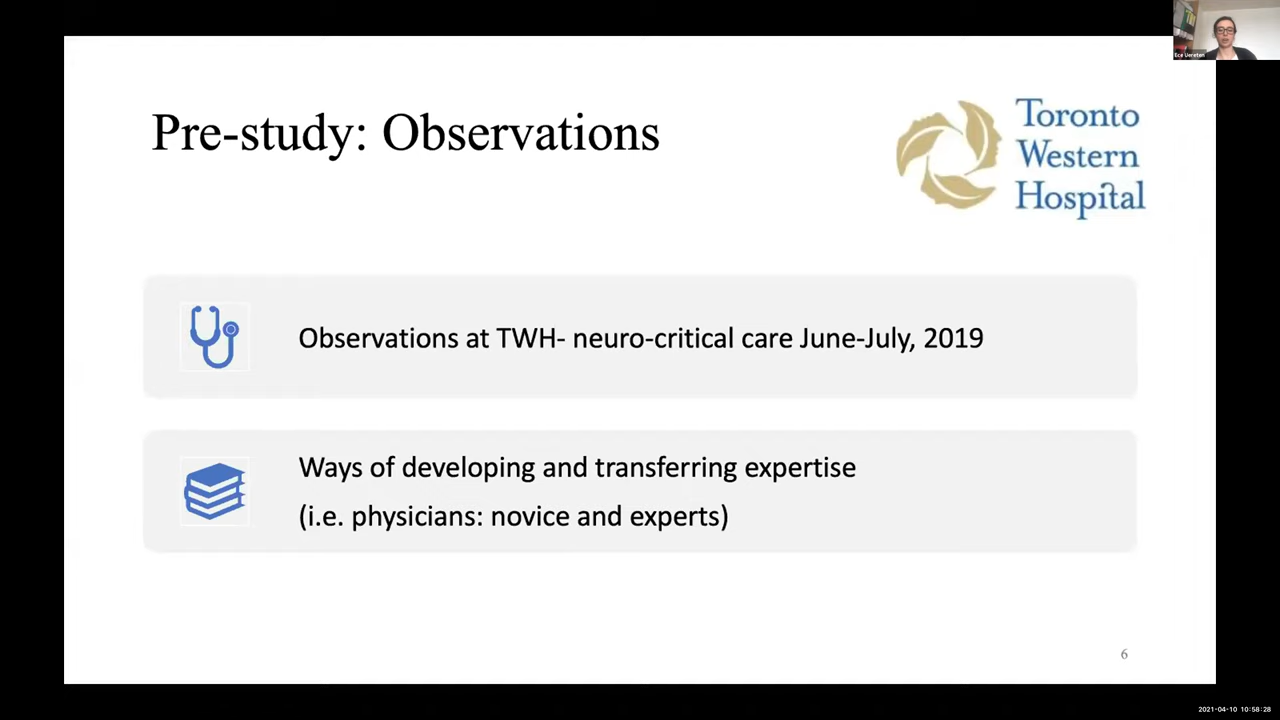 Pre-study: Observations
Toronto
Western
Hospital
Observations at TWH- neuro-critical care June-July, 2019
Ways of developing and transferring expertise
(i.e. physicians: novice and experts)
6
2021-04-10 10:58:28